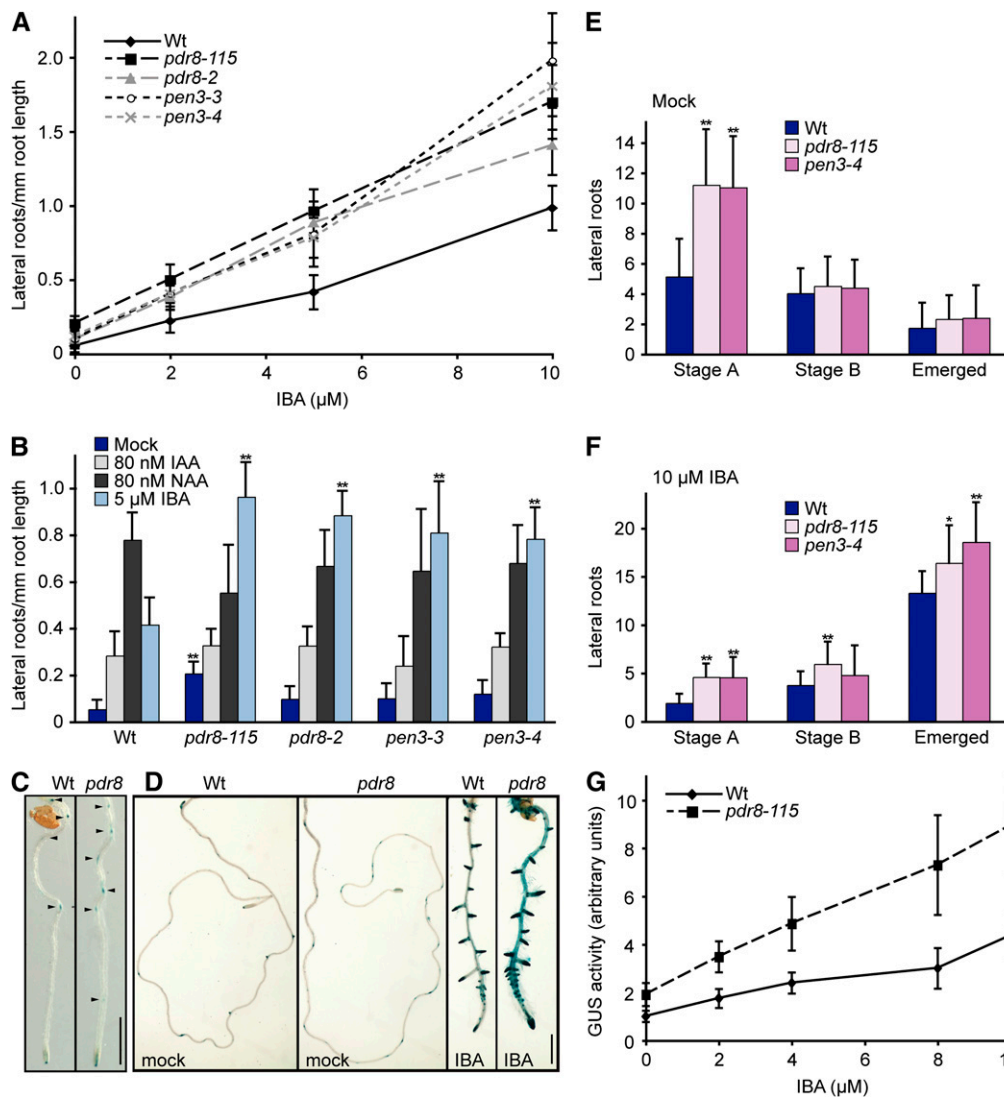 A
Wt
pdr8-115
pdr8-2
pen3-3
pen3-4
Lateral roots/mm root length
2.0
1.5
1.0
0.5
0
0 2 4 6 8 10
IBA (µM)
B
Mock
80 nM IAA
80 nM NAA
5 µM IBA
Lateral roots/mm root length
1.0
0.8
0.6
0.4
0.2
0
** ** ** ** **
Wt pdr8-115 pdr8-2 pen3-3 pen3-4
C Wt pdr8
D Wt pdr8 Wt pdr8
mock mock IBA IBA
E
Mock
Wt
pdr8-115
pen3-4
Lateral roots
14
12
10
8
6
4
2
0
** **
Stage A Stage B Emerged
F
10 µM IBA
Wt
pdr8-115
pen3-4
Lateral roots
20
15
10
5
0
** ** ** * **
Stage A Stage B Emerged
G
Wt
pdr8-115
GUS activity (arbitrary units)
10
8
6
4
2
0
0 2 4 6 8
IBA (µM)